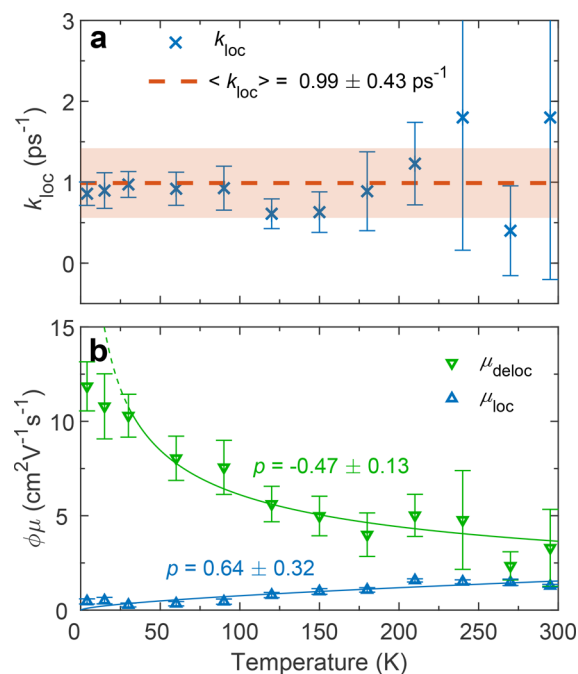 a
k_loc
< k_loc > = 0.99 ± 0.43 ps⁻¹
k_loc (ps⁻¹)
3
2
1
0
b
μ_deloc
μ_loc
p = -0.47 ± 0.13
p = 0.64 ± 0.32
ϕμ (cm²V⁻¹s⁻¹)
15
10
5
0
0 50 100 150 200 250 300
Temperature (K)